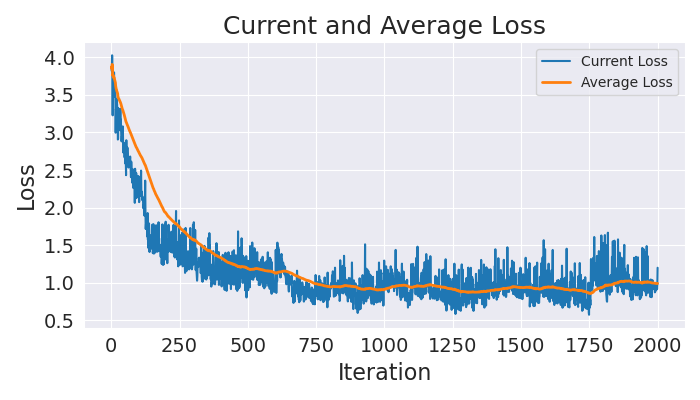 Current and Average Loss
Current Loss
Average Loss
4.0
3.5
3.0
2.5
2.0
1.5
1.0
0.5
Loss
0 250 500 750 1000 1250 1500 1750 2000
Iteration